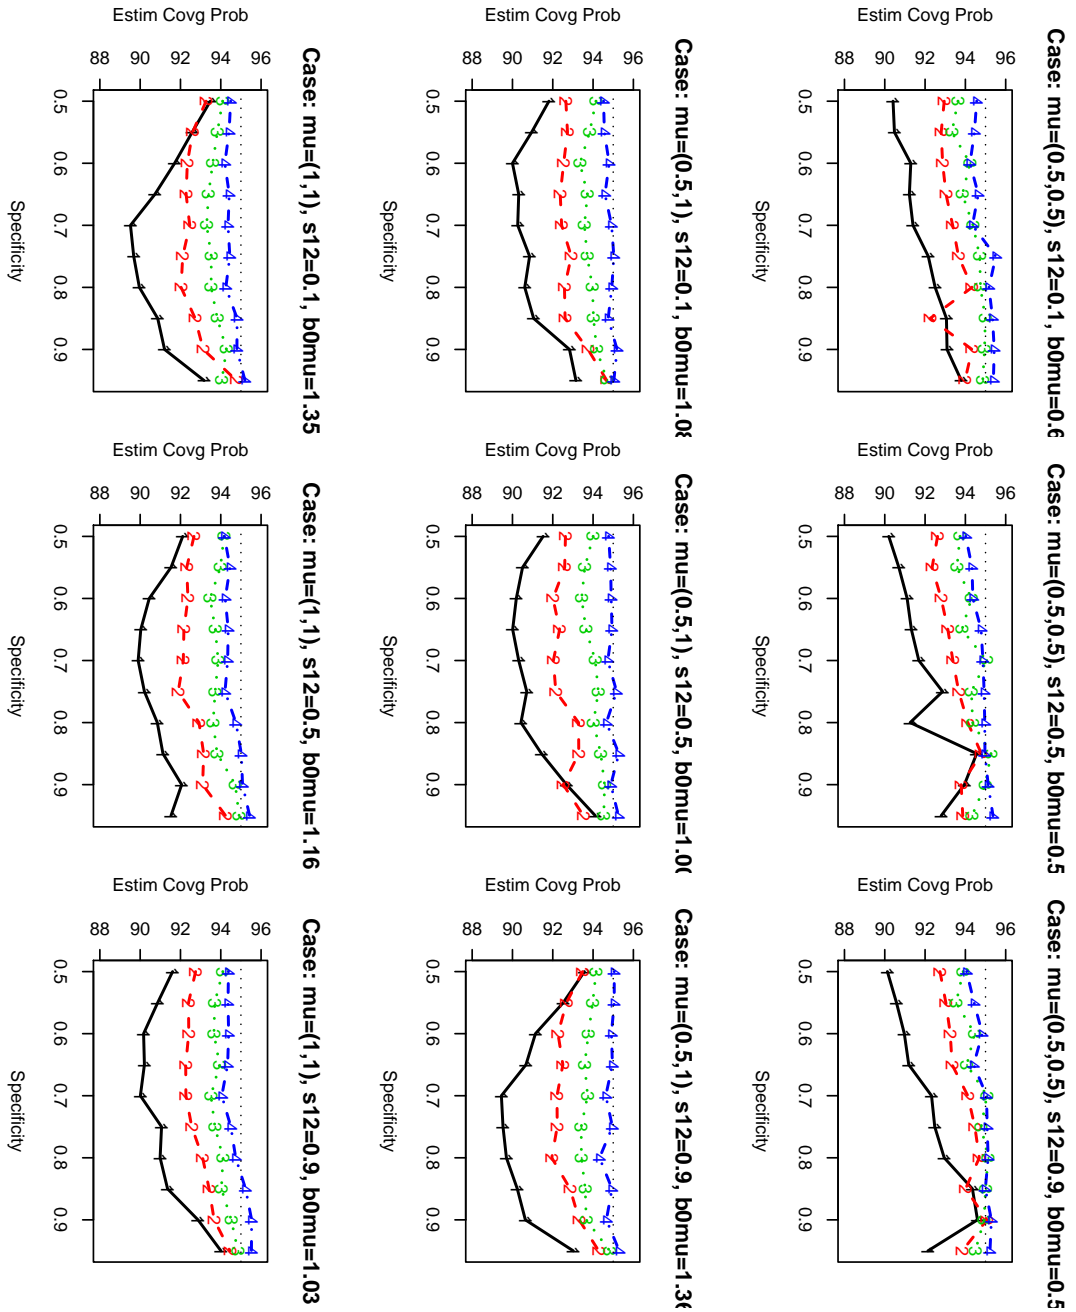 Case: mu=(0.5,0.5), s12=0.1, b0mu=0.6
Estim Covg Prob
88 90 92 94 96
0.5 0.6 0.7 0.8 0.9
Specificity
Case: mu=(0.5,0.5), s12=0.5, b0mu=0.5
Estim Covg Prob
88 90 92 94 96
0.5 0.6 0.7 0.8 0.9
Specificity
Case: mu=(0.5,0.5), s12=0.9, b0mu=0.5
Estim Covg Prob
88 90 92 94 96
0.5 0.6 0.7 0.8 0.9
Specificity
Case: mu=(0.5,1), s12=0.1, b0mu=1.08
Estim Covg Prob
88 90 92 94 96
0.5 0.6 0.7 0.8 0.9
Specificity
Case: mu=(0.5,1), s12=0.5, b0mu=1.00
Estim Covg Prob
88 90 92 94 96
0.5 0.6 0.7 0.8 0.9
Specificity
Case: mu=(0.5,1), s12=0.9, b0mu=1.36
Estim Covg Prob
88 90 92 94 96
0.5 0.6 0.7 0.8 0.9
Specificity
Case: mu=(1,1), s12=0.1, b0mu=1.35
Estim Covg Prob
88 90 92 94 96
0.5 0.6 0.7 0.8 0.9
Specificity
Case: mu=(1,1), s12=0.5, b0mu=1.16
Estim Covg Prob
88 90 92 94 96
0.5 0.6 0.7 0.8 0.9
Specificity
Case: mu=(1,1), s12=0.9, b0mu=1.03
Estim Covg Prob
88 90 92 94 96
0.5 0.6 0.7 0.8 0.9
Specificity